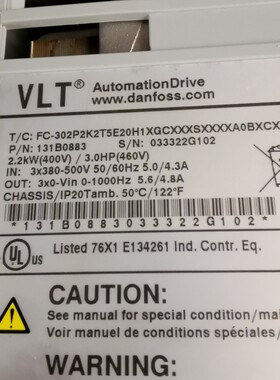 VLT® AutomationDrive
www.danfoss.com
T/C: FC-302P2K2T5E20H1XGCXXXSXXXXA0BXCX
P/N: 131B0883 S/N: 033322G102
2.2kW(400V) / 3.0HP(460V)
IN: 3x380-500V 50/60Hz 5.0/4.3A
OUT: 3x0-Vin 0-1000Hz 5.6/4.8A
CHASSIS/IP20Tamb. 50°C/122°F
*131B0883033322G102*
UL US Listed 76X1 E134261 Ind. Contr. Eq.
CAUTION:
See manual for special condition/ma
Voir manuel de conditions spéciales/
WARNING: